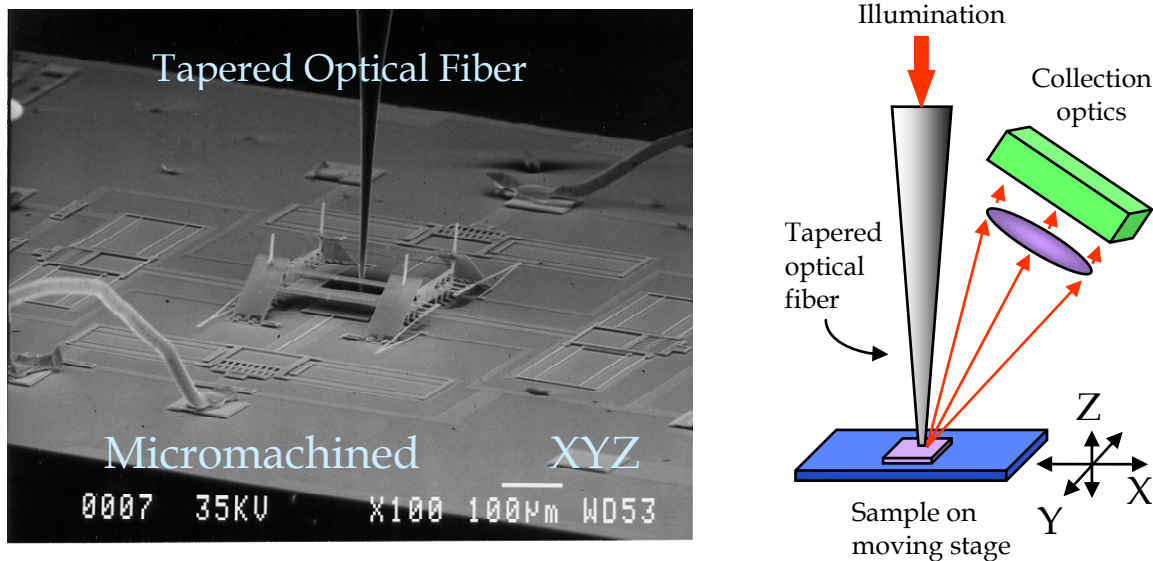 Tapered Optical Fiber
Micromachined XYZ
0007 35KV X100 100µm WD53
Illumination
Collection
optics
Tapered
optical
fiber
Z
X
Y
Sample on
moving stage